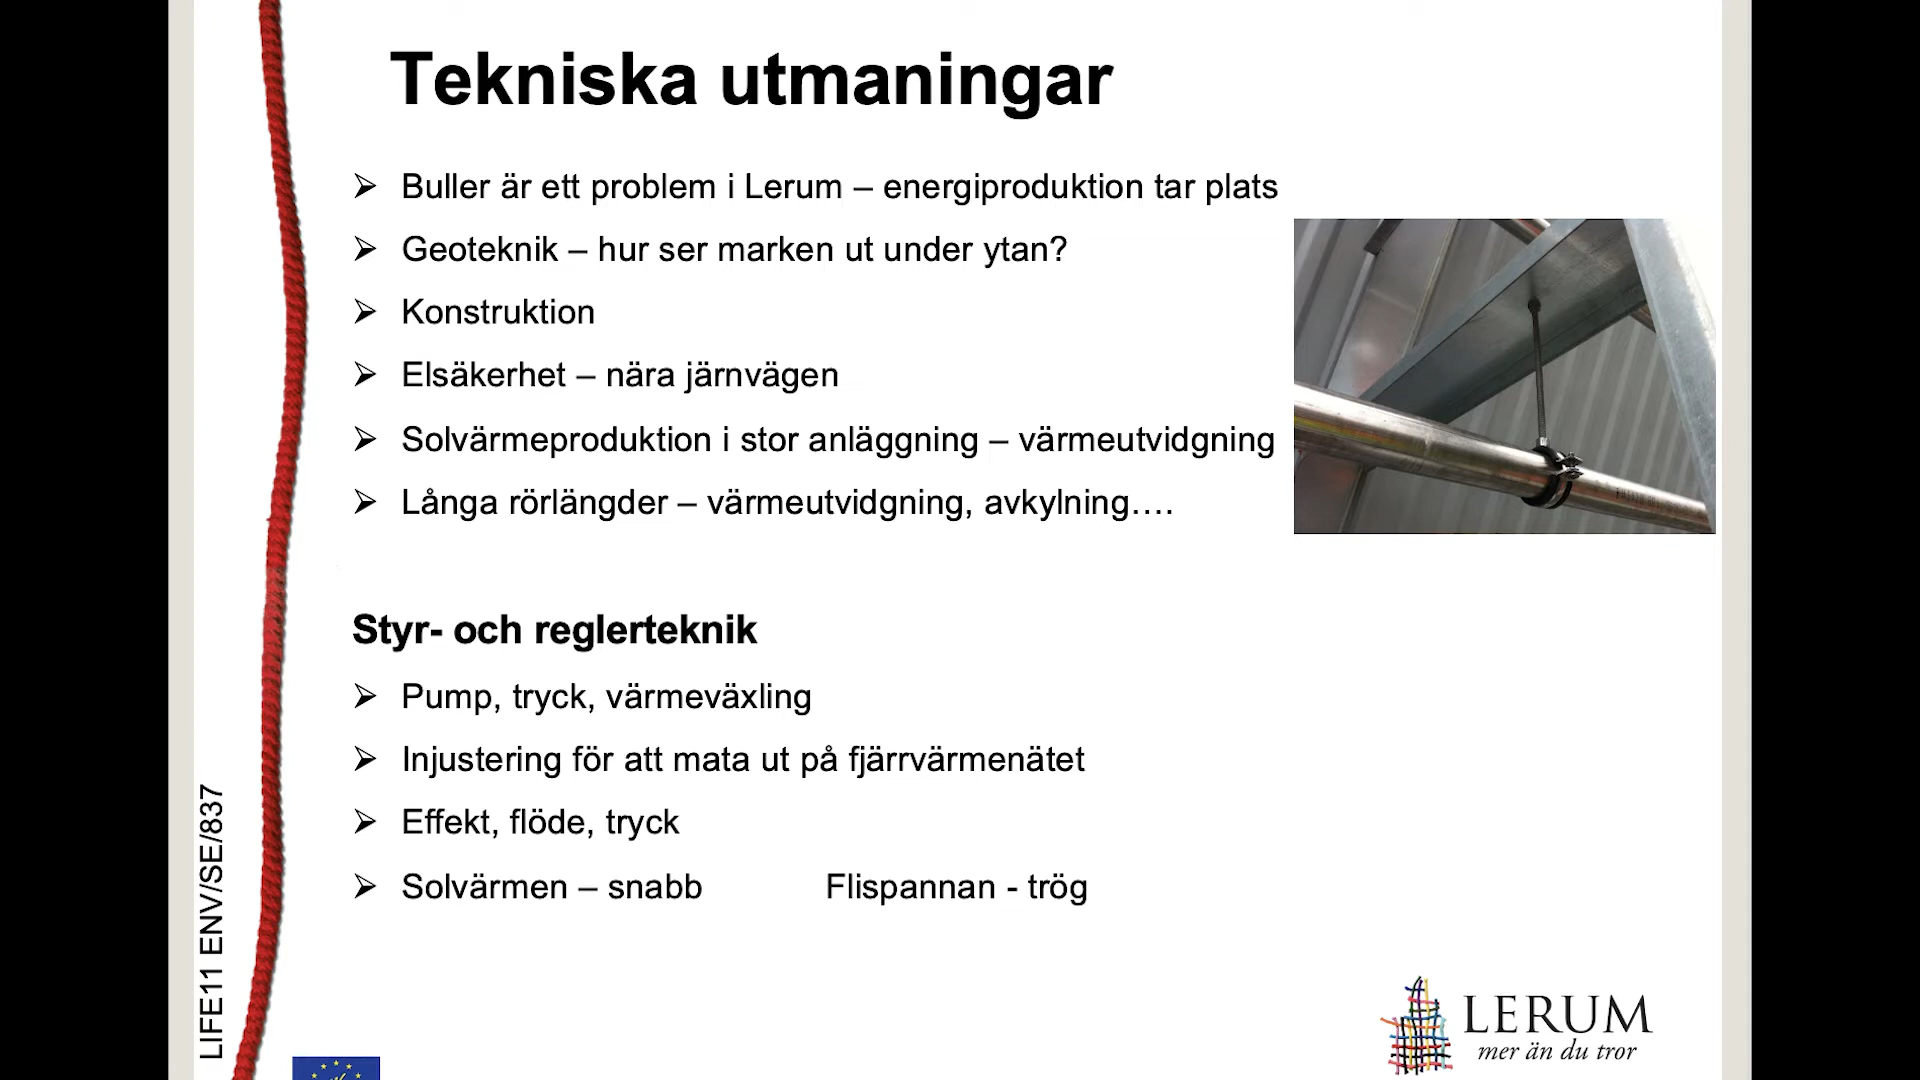 Tekniska utmaningar
Buller är ett problem i Lerum – energiproduktion tar plats
Geoteknik – hur ser marken ut under ytan?
Konstruktion
Elsäkerhet – nära järnvägen
Solvärmeproduktion i stor anläggning – värmeutvidgning
Långa rörlängder – värmeutvidgning, avkylning….
Styr- och reglerteknik
Pump, tryck, värmeväxling
Injustering för att mata ut på fjärrvärmenätet
Effekt, flöde, tryck
Solvärmen – snabb Flispannan - trög
LIFE11 ENV/SE/837
LERUM
mer än du tror